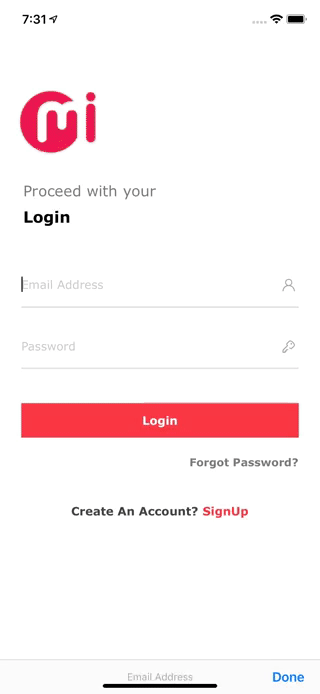 7:31
mi
Proceed with your
Login
Email Address
Password
Login
Forgot Password?
Create An Account? SignUp
Email Address
Done